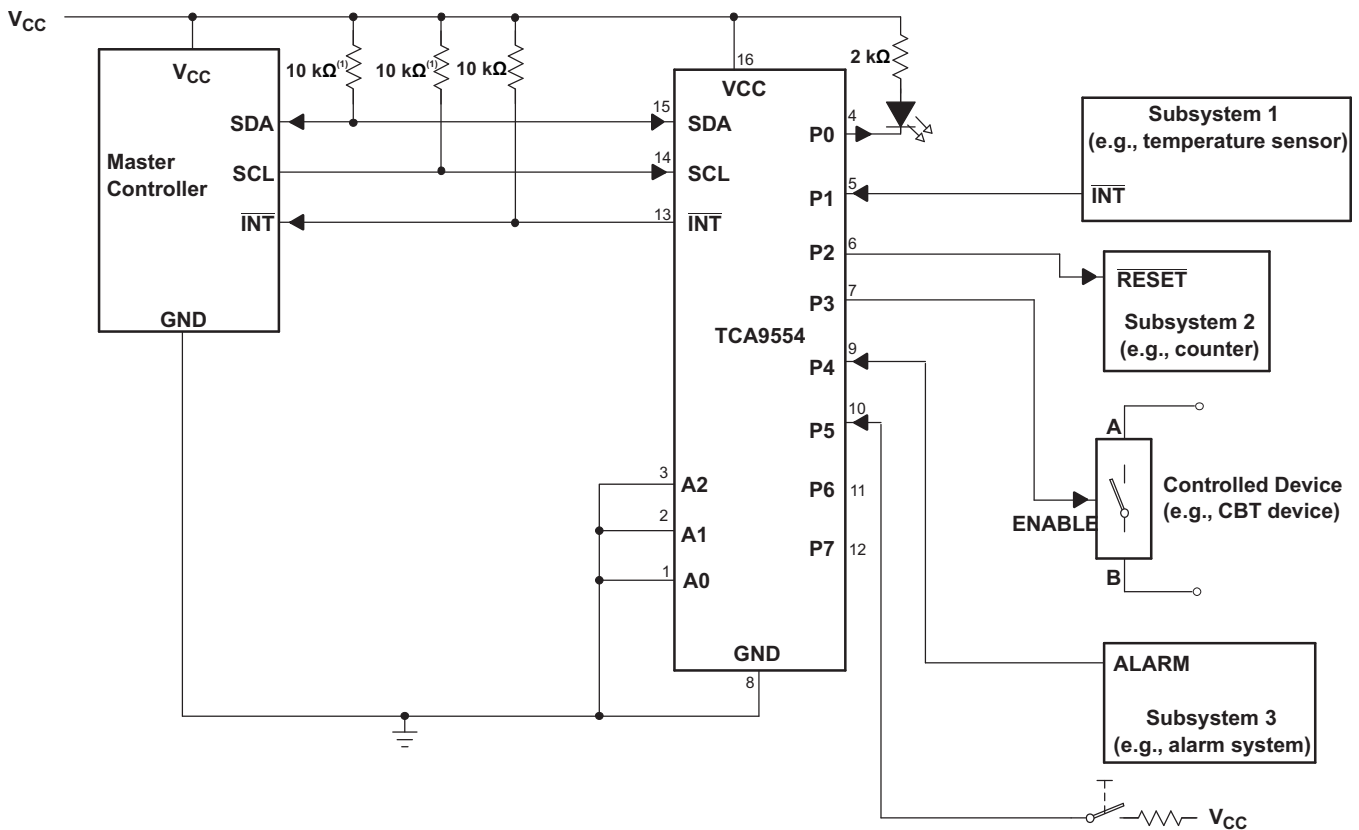 V_CC
10 kΩ(1)
10 kΩ(1)
10 kΩ
2 kΩ
V_CC
SDA
SCL
INT
Master
Controller
GND
16
VCC
15
SDA
14
SCL
13
INT
3
A2
2
A1
1
A0
GND
8
TCA9554
P0
4
P1
5
P2
6
P3
7
P4
9
P5
10
P6
11
P7
12
Subsystem 1
(e.g., temperature sensor)
INT
RESET
Subsystem 2
(e.g., counter)
A
ENABLE
B
Controlled Device
(e.g., CBT device)
ALARM
Subsystem 3
(e.g., alarm system)
V_CC